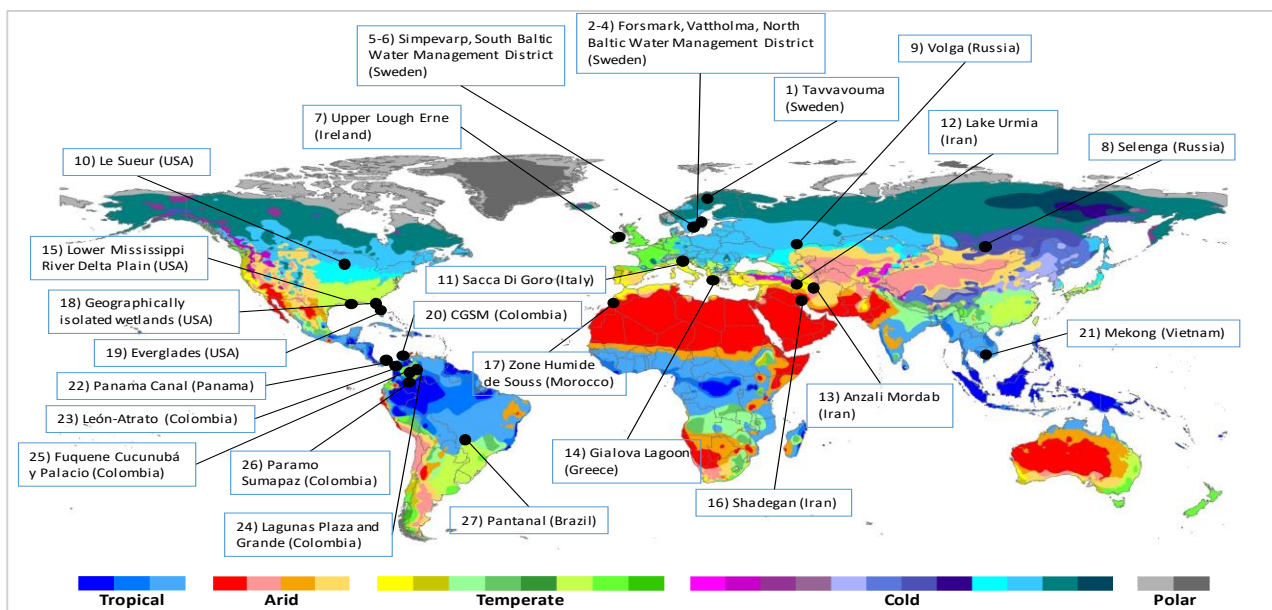 5-6) Simpevarp, South Baltic
Water Management District
(Sweden)
2-4) Forsmark, Vattholma, North
Baltic Water Management District
(Sweden)
9) Volga (Russia)
1) Tavvavouma
(Sweden)
7) Upper Lough Erne
(Ireland)
12) Lake Urmia
(Iran)
10) Le Sueur (USA)
8) Selenga (Russia)
15) Lower Mississippi
River Delta Plain (USA)
11) Sacca Di Goro (Italy)
18) Geographically
isolated wetlands (USA)
20) CGSM (Colombia)
19) Everglades (USA)
21) Mekong (Vietnam)
17) Zone Humide
de Souss (Morocco)
22) Panama Canal (Panama)
13) Anzali Mordab
(Iran)
23) León-Atrato (Colombia)
14) Gialova Lagoon
(Greece)
25) Fuquene Cucunubá
y Palacio (Colombia)
26) Paramo
Sumapaz (Colombia)
16) Shadegan (Iran)
24) Lagunas Plaza and
Grande (Colombia)
27) Pantanal (Brazil)
Tropical
Arid
Temperate
Cold
Polar